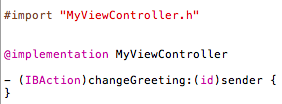 #import "MyViewController.h"
@implementation MyViewController
- (IBAction)changeGreeting:(id)sender {
}